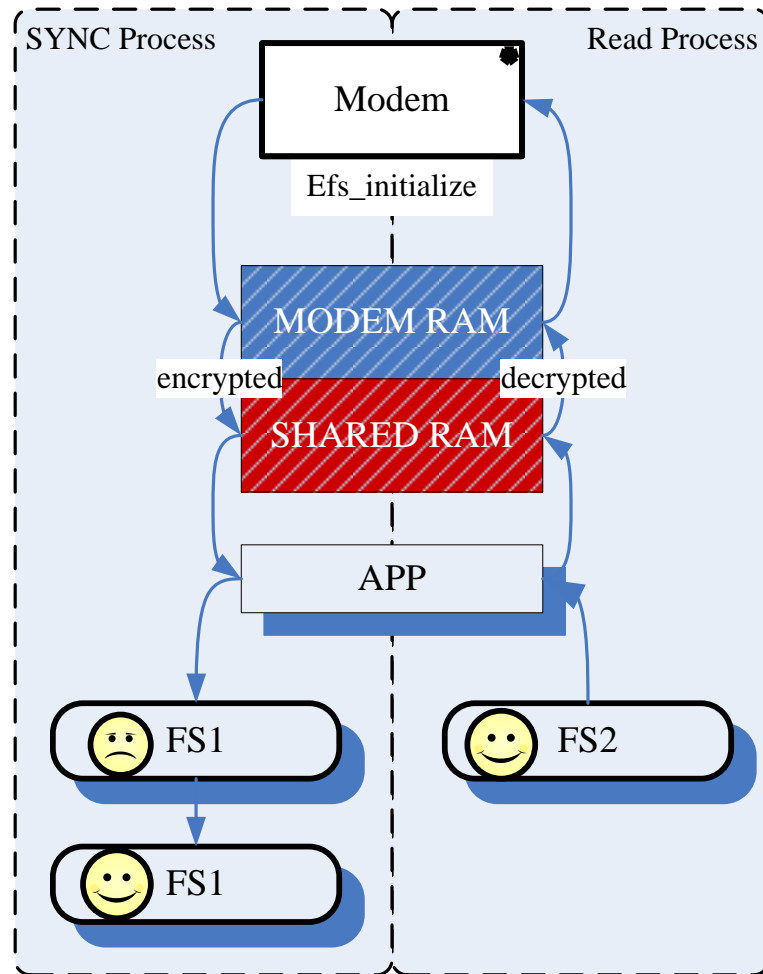 SYNC Process
Read Process
Modem
Efs_initialize
MODEM RAM
encrypted
decrypted
SHARED RAM
APP
FS1
FS2
FS1